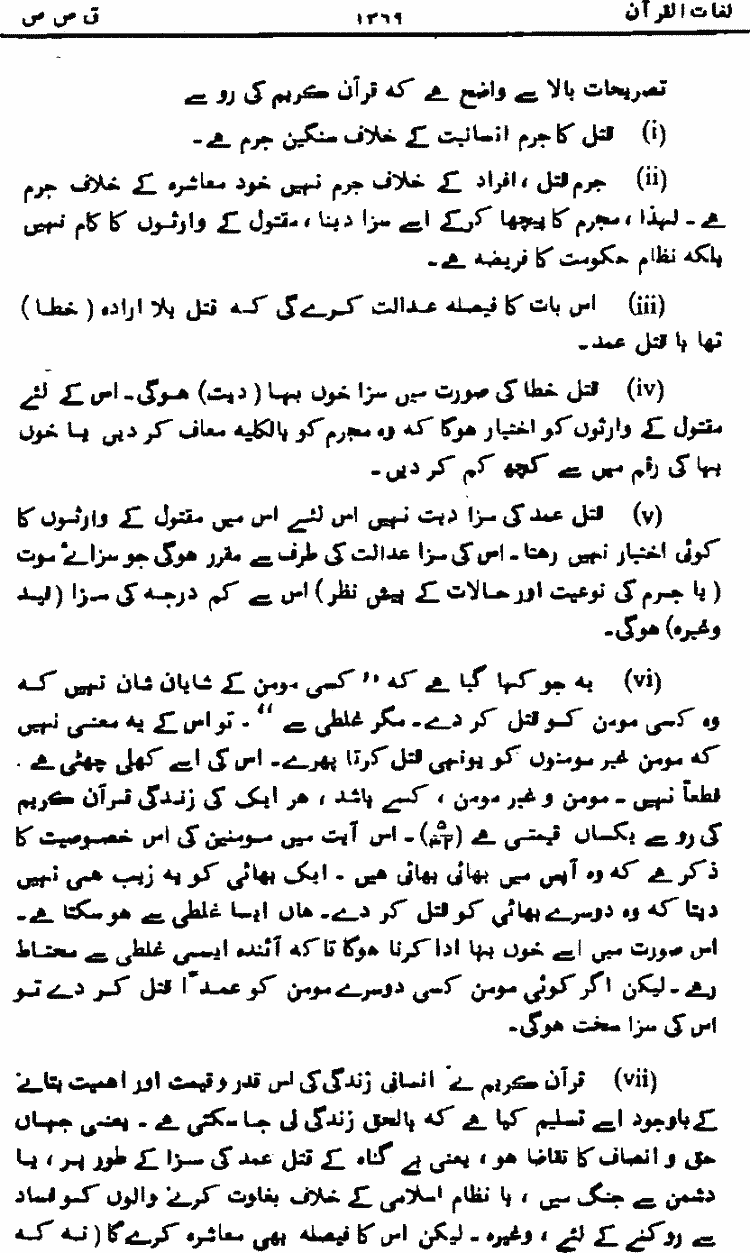 لغات القرآن ۱۳۶۹ ق ص ص
تصریحات بالا سے واضح ہے کہ قرآن کریم کی رو سے
(i) قتل کا جرم انسانیت کے خلاف سنگین جرم ہے۔
(ii) جرم قتل ، افراد کے خلاف جرم نہیں خود معاشرہ کے خلاف جرم
ہے۔ لہذا ، مجرم کا پیچھا کرکے اسے سزا دینا ، مقتول کے وارثوں کا کام نہیں
بلکہ نظام حکومت کا فریضہ ہے۔
(iii) اس بات کا فیصلہ عدالت کرے گی کہ قتل بلا ارادہ ( خطا )
تھا یا قتل عمد۔
(iv) قتل خطا کی صورت میں سزا خوں بہا ( دیت) ہوگی۔ اس کے لئے
مقتول کے وارثوں کو اختیار ہوگا کہ وہ مجرم کو بالکلیہ معاف کر دیں یا خوں
بہا کی رقم میں سے کچھ کم کر دیں۔
(v) قتل عمد کی سزا دیت نہیں اس لئے اس میں مقتول کے وارثوں کا
کوئی اختیار نہیں رہتا۔ اس کی سزا عدالت کی طرف سے مقرر ہوگی جو سزائے موت
( یا جرم کی نوعیت اور حالات کے پیش نظر ) اس سے کم درجہ کی سزا (قید
وغیرہ) ہوگی۔
(vi) یہ جو کہا گیا ہے کہ ’’ کسی مومن کے شایان شان نہیں کہ
وہ کسی مومن کو قتل کر دے۔ مگر غلطی سے ‘‘ ۔ تو اس کے یہ معنی نہیں
کہ مومن غیر مومنوں کو یونہی قتل کرتا پھرے۔ اس کی اسے کھلی چھٹی ہے ۔
قطعاً نہیں ۔ مومن و غیر مومن ، کسے باشد ، ہر ایک کی زندگی قرآن کریم
کی رو سے یکساں قیمتی ہے (۵/۳۲)۔ اس آیت میں مومنین کی اس خصوصیت کا
ذکر ہے کہ وہ آپس میں بھائی بھائی ہیں ۔ ایک بھائی کو یہ زیب ہی نہیں
دیتا کہ وہ دوسرے بھائی کو قتل کر دے۔ ہاں ایسا غلطی سے ہو سکتا ہے۔
اس صورت میں اسے خوں بہا ادا کرنا ہوگا تاکہ آئندہ ایسی غلطی سے محتاط
رہے ۔ لیکن اگر کوئی مومن کسی دوسرے مومن کو عمداً قتل کر دے تو
اس کی سزا سخت ہوگی۔
(vii) قرآن کریم نے انسانی زندگی کی اس قدر و قیمت اور اہمیت بتانے
کے باوجود اسے تسلیم کیا ہے کہ بالحق زندگی لی جا سکتی ہے ۔ یعنی جہاں
حق و انصاف کا تقاضا ہو ، یعنی بے گناہ کے قتل عمد کی سزا کے طور پر ، یا
دشمن سے جنگ میں ، یا نظام اسلامی کے خلاف بغاوت کرنے والوں کو فساد
سے روکنے کے لئے ، وغیرہ ۔ لیکن اس کا فیصلہ بھی معاشرہ کرے گا ( نہ کہ